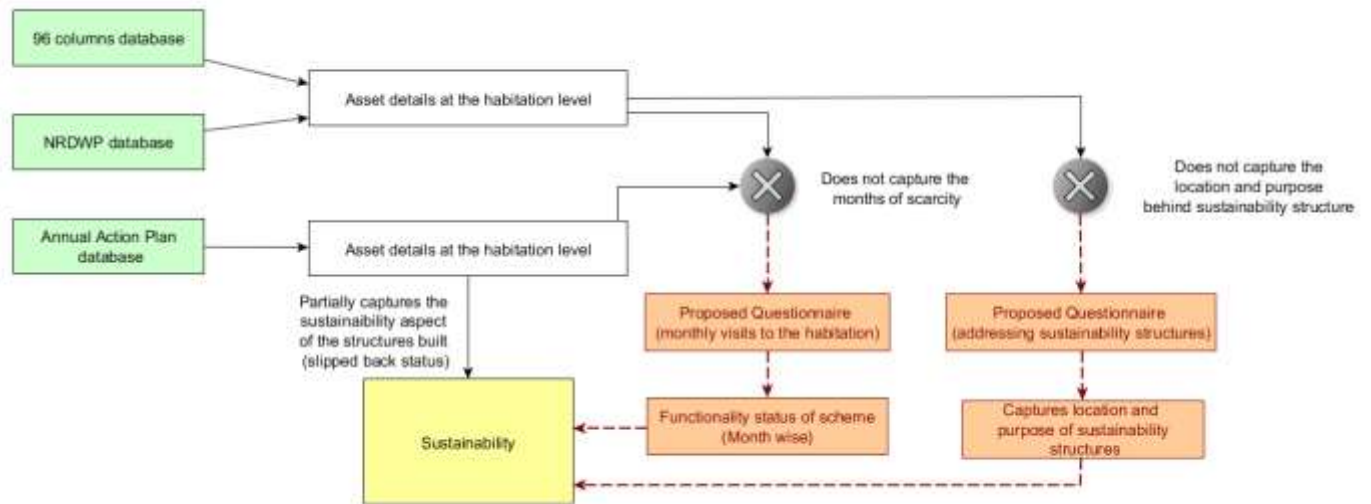 96 columns database
Asset details at the habitation level
NRDWP database
Does not capture the
months of scarcity
Does not capture the
location and purpose
behind sustainability structure
Annual Action Plan
database
Asset details at the habitation level
Partially captures the
sustainaibility aspect
of the structures built
(slipped back status)
Proposed Questionnaire
(monthly visits to the habitation)
Proposed Questionnaire
(addressing sustainability structures)
Sustainability
Functionality status of scheme
(Month wise)
Captures location and
purpose of sustainability
structures